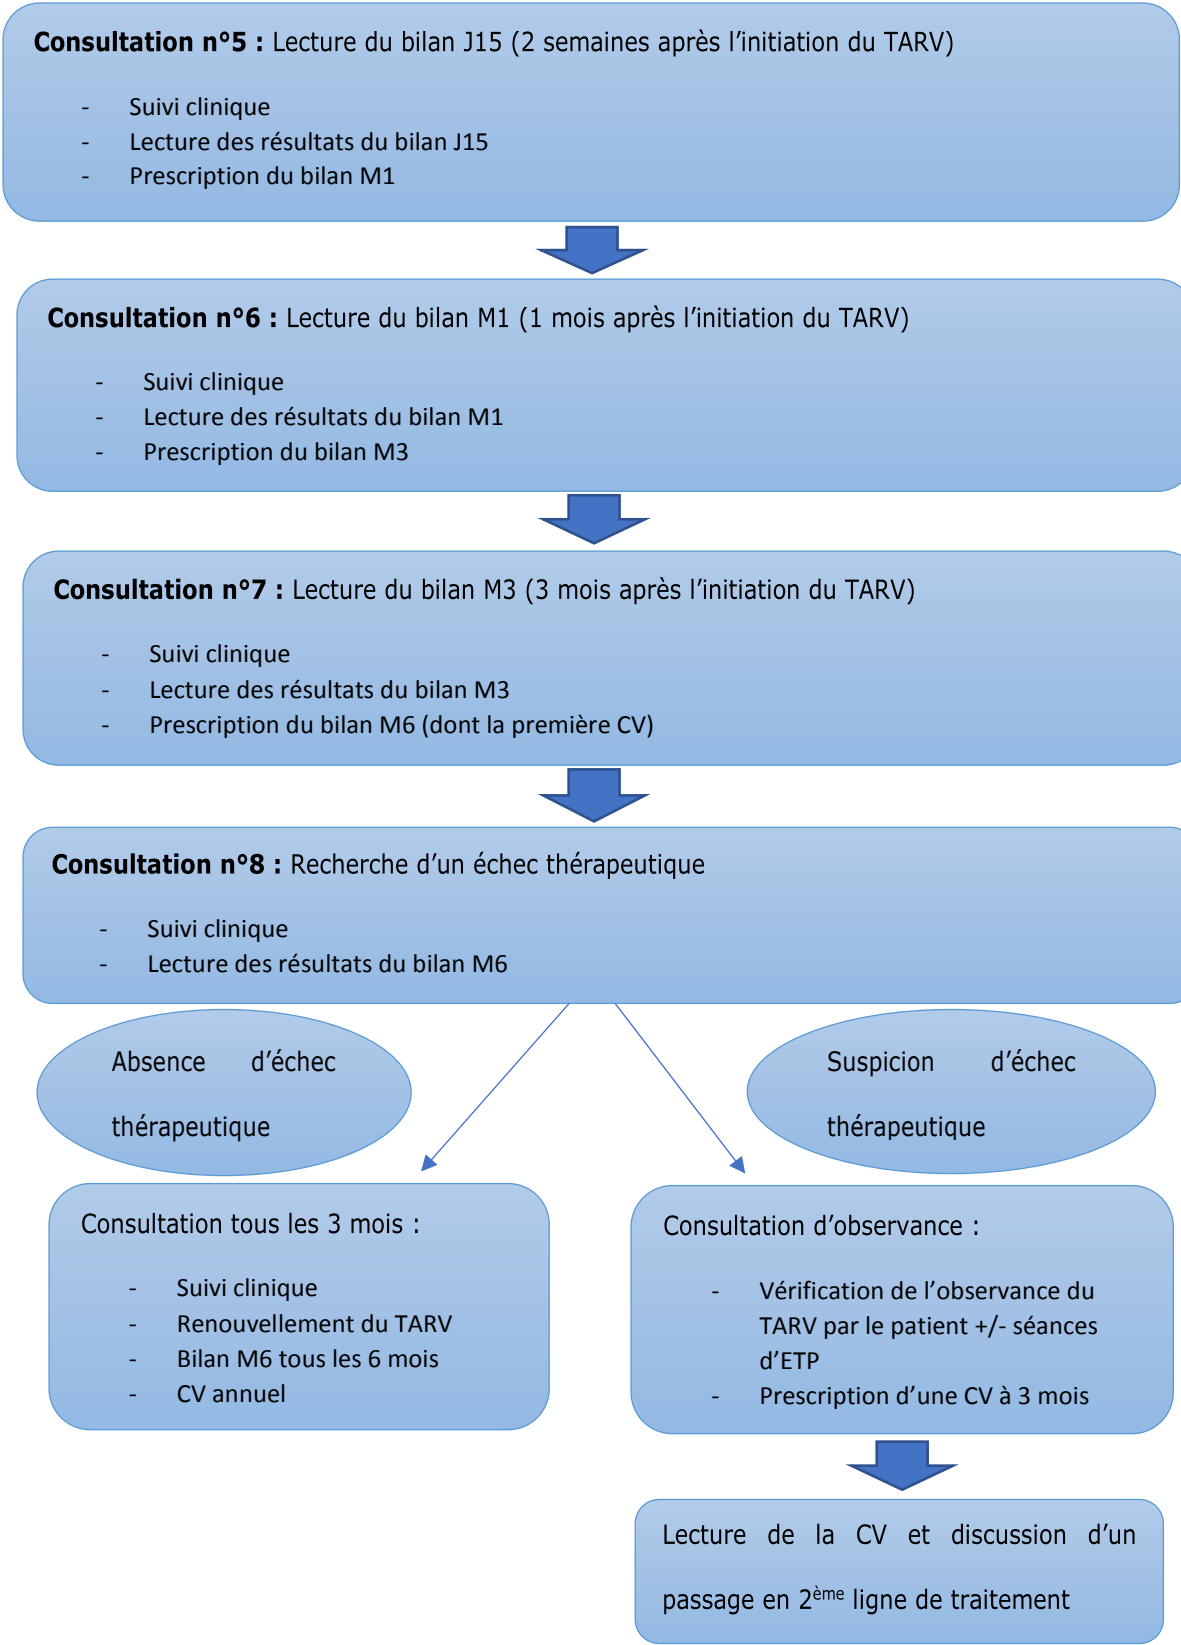 Consultation n°5 : Lecture du bilan J15 (2 semaines après l’initiation du TARV)
- Suivi clinique
- Lecture des résultats du bilan J15
- Prescription du bilan M1
Consultation n°6 : Lecture du bilan M1 (1 mois après l’initiation du TARV)
- Suivi clinique
- Lecture des résultats du bilan M1
- Prescription du bilan M3
Consultation n°7 : Lecture du bilan M3 (3 mois après l’initiation du TARV)
- Suivi clinique
- Lecture des résultats du bilan M3
- Prescription du bilan M6 (dont la première CV)
Consultation n°8 : Recherche d’un échec thérapeutique
- Suivi clinique
- Lecture des résultats du bilan M6
Absence d’échec
thérapeutique
Suspicion d’échec
thérapeutique
Consultation tous les 3 mois :
- Suivi clinique
- Renouvellement du TARV
- Bilan M6 tous les 6 mois
- CV annuel
Consultation d’observance :
- Vérification de l’observance du
TARV par le patient +/- séances
d’ETP
- Prescription d’une CV à 3 mois
Lecture de la CV et discussion d’un
passage en 2ème ligne de traitement